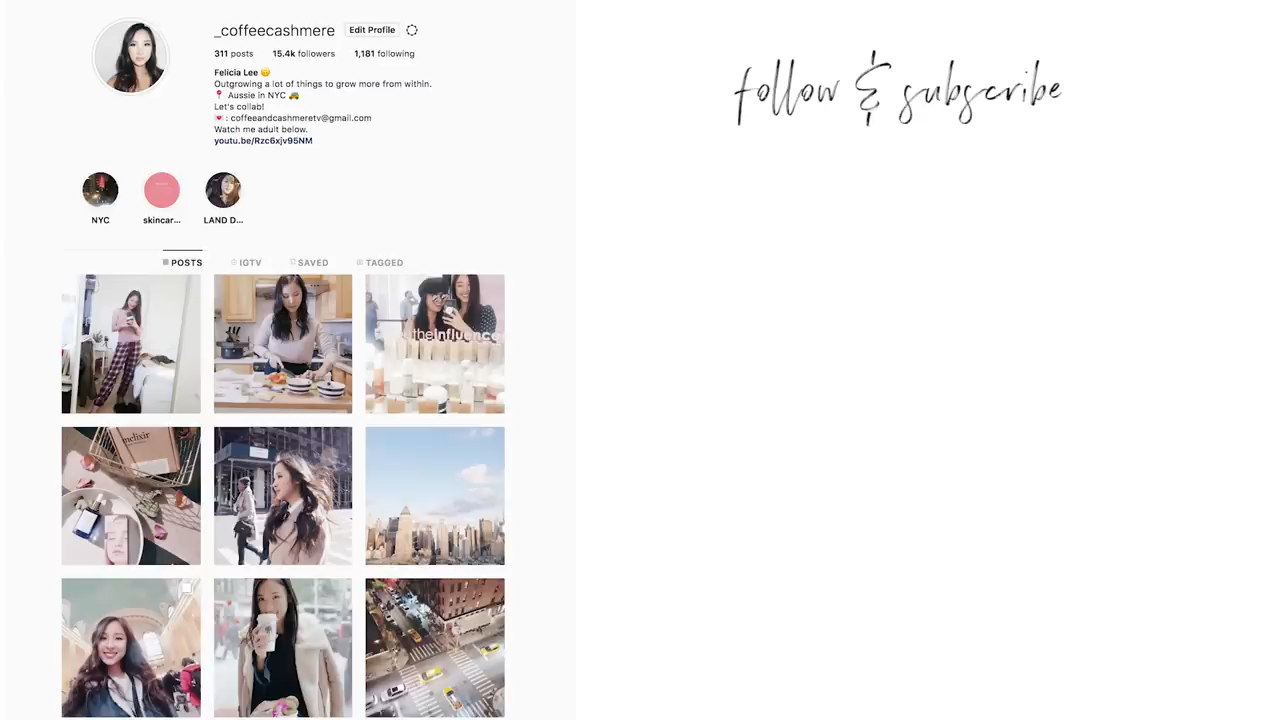 _coffeecashmere Edit Profile
311 posts 15.4k followers 1,181 following
Felicia Lee
Outgrowing a lot of things to grow more from within.
Aussie in NYC
Let's collab!
: coffeeandcashmeretv@gmail.com
Watch me adult below.
youtu.be/Rzc6xjv95NM
NYC skincar... LAND D...
POSTS IGTV SAVED TAGGED
theinfluence
melixir
follow & subscribe